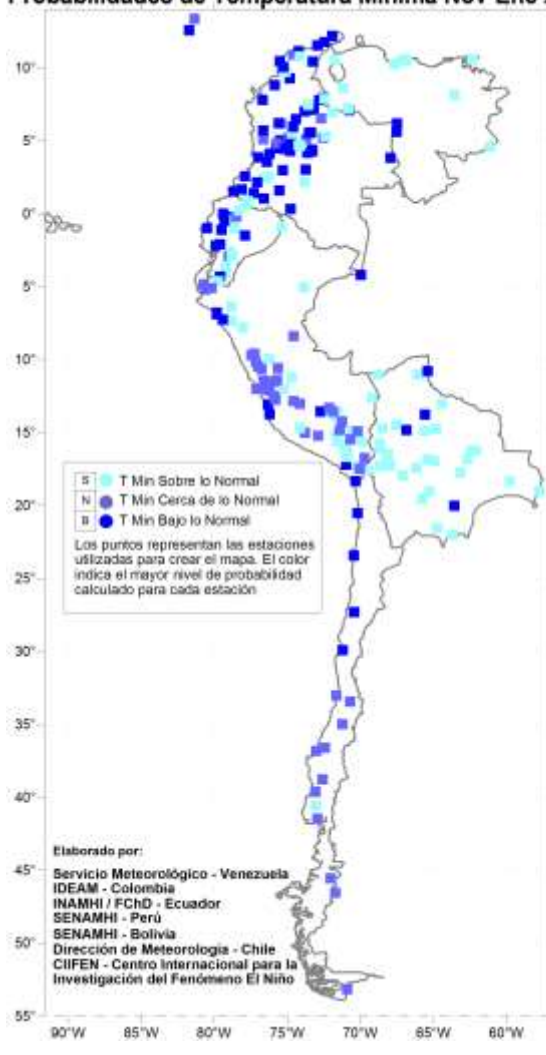 Probabilidades de Temperatura Mínima Nov-Ene
10°
5°
0°
5°
10°
15°
S T Min Sobre lo Normal
N T Min Cerca de lo Normal
B T Min Bajo lo Normal
Los puntos representan las estaciones
utilizadas para crear el mapa. El color
indica el mayor nivel de probabilidad
calculado para cada estación
20°
25°
30°
35°
40°
Elaborado por:
Servicio Meteorológico - Venezuela
IDEAM - Colombia
INAMHI / FChD - Ecuador
SENAMHI - Perú
SENAMHI - Bolivia
Dirección de Meteorología - Chile
CIIFEN - Centro Internacional para la
Investigación del Fenómeno El Niño
45°
50°
55°
90°W 85°W 80°W 75°W 70°W 65°W 60°W